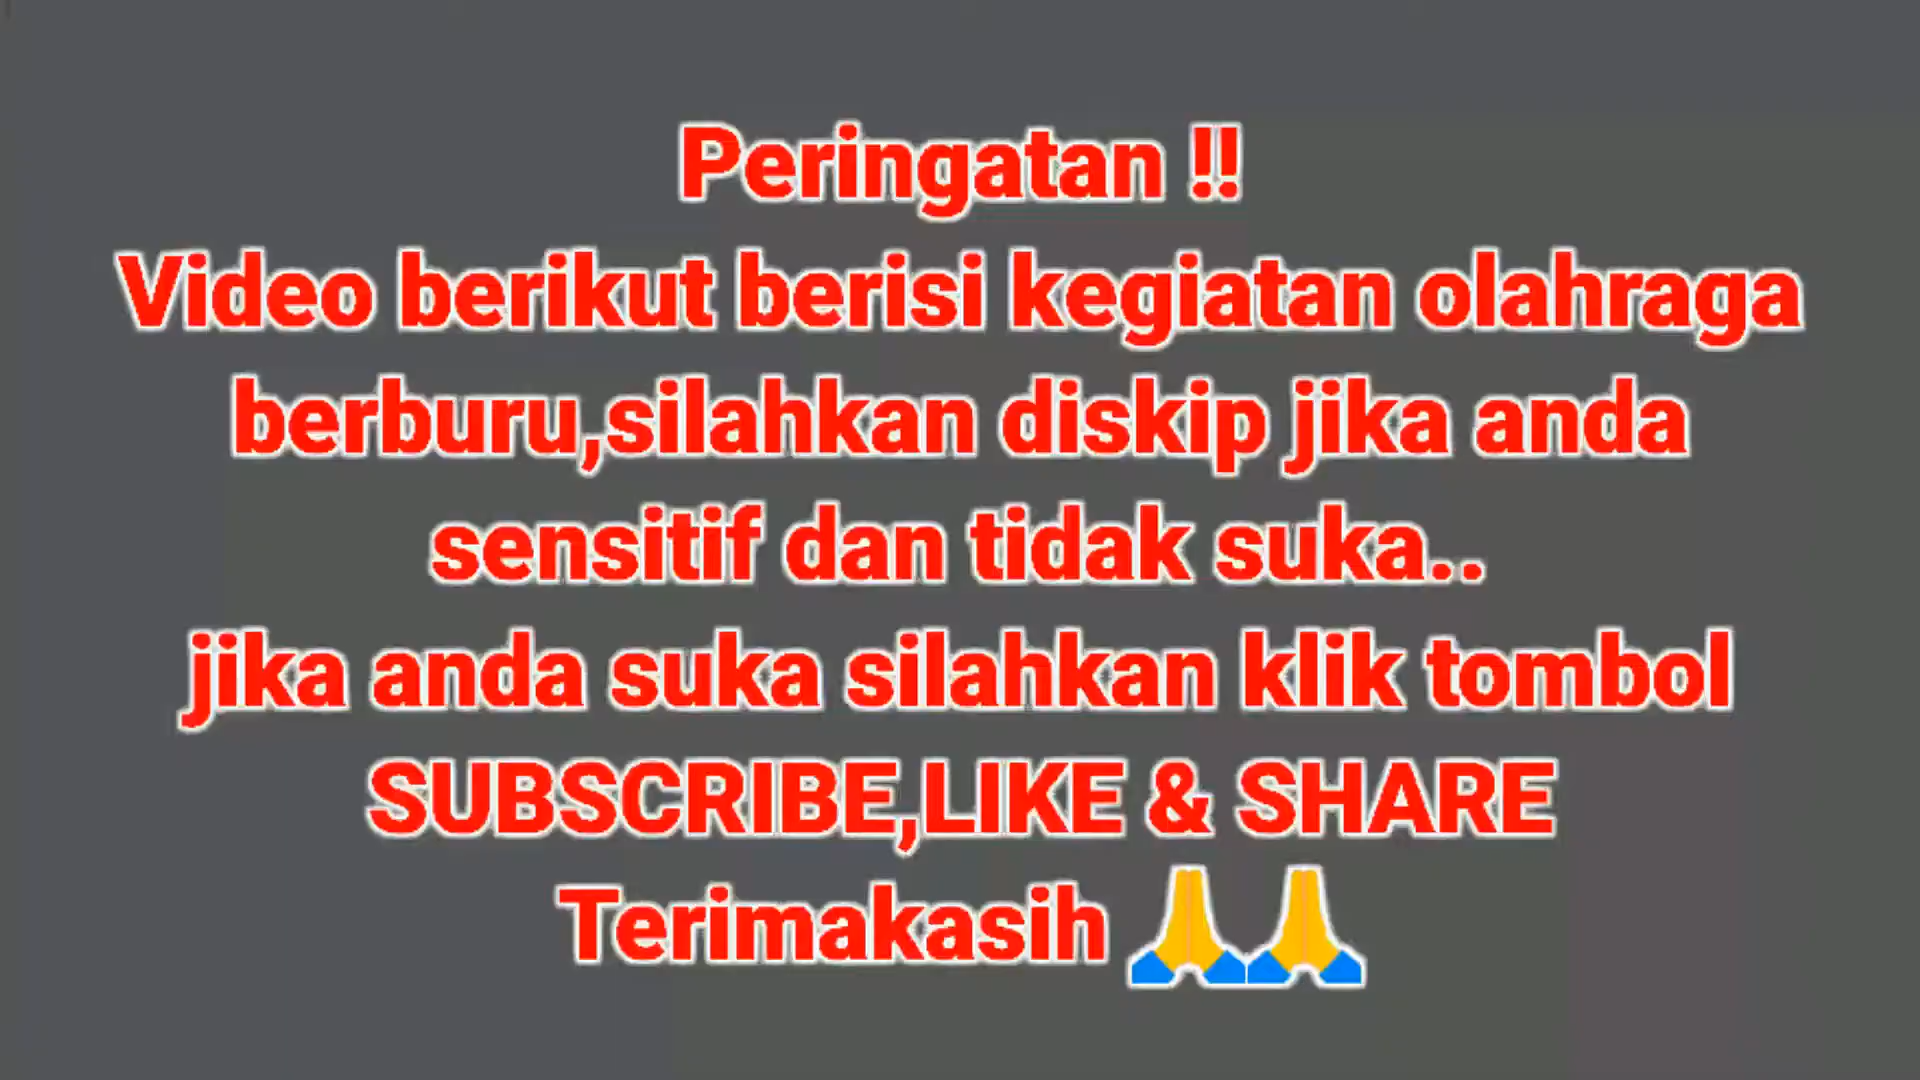 Peringatan !!
Video berikut berisi kegiatan olahraga
berburu,silahkan diskip jika anda
sensitif dan tidak suka..
jika anda suka silahkan klik tombol
SUBSCRIBE,LIKE & SHARE
Terimakasih 🙏🙏